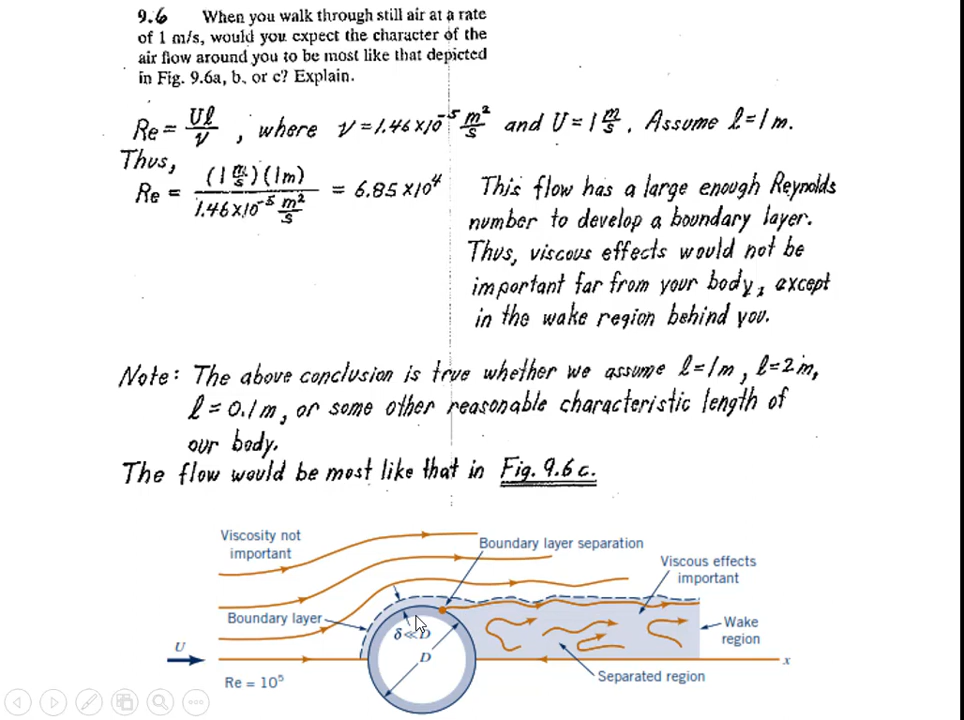 9.6 When you walk through still air at a rate
of 1 m/s, would you expect the character of the
air flow around you to be most like that depicted
in Fig. 9.6a, b, or c? Explain.
Re = Uℓ/ν , where ν = 1.46×10⁻⁵ m²/s and U = 1 m/s. Assume ℓ = 1m.
Thus,
Re = (1 m/s)(1m) / 1.46×10⁻⁵ m²/s = 6.85×10⁴
This flow has a large enough Reynolds
number to develop a boundary layer.
Thus, viscous effects would not be
important far from your body, except
in the wake region behind you.
Note: The above conclusion is true whether we assume ℓ=1m, ℓ=2m,
ℓ=0.1m, or some other reasonable characteristic length of
our body.
The flow would be most like that in Fig. 9.6c.
Viscosity not
important
Boundary layer separation
Viscous effects
important
Boundary layer
δ≪D
Wake
region
U
D
x
Separated region
Re = 10⁵